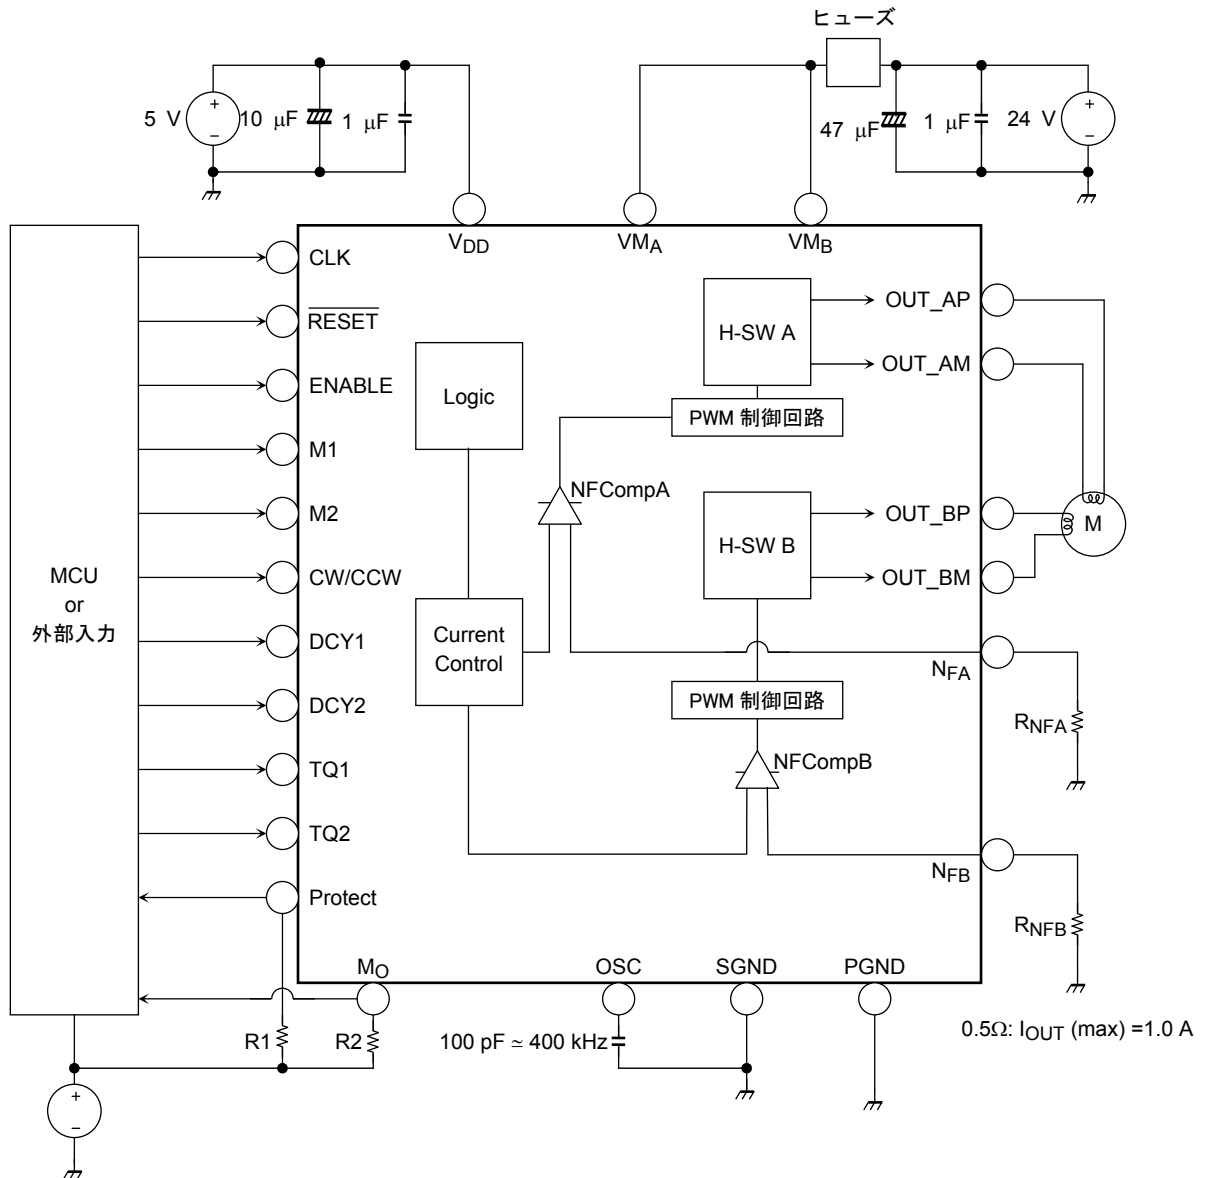 ヒューズ
5 V
10 μF
1 μF
47 μF
1 μF
24 V
+
−
+
−
VDD
VMA
VMB
CLK
RESET
ENABLE
M1
M2
CW/CCW
DCY1
DCY2
TQ1
TQ2
Protect
MCU
or
外部入力
Logic
Current
Control
H-SW A
PWM 制御回路
NFCompA
H-SW B
PWM 制御回路
NFCompB
OUT_AP
OUT_AM
OUT_BP
OUT_BM
M
NFA
RNFA
NFB
RNFB
MO
OSC
SGND
PGND
R1
R2
100 pF ≃ 400 kHz
0.5Ω: IOUT (max) =1.0 A
+
−